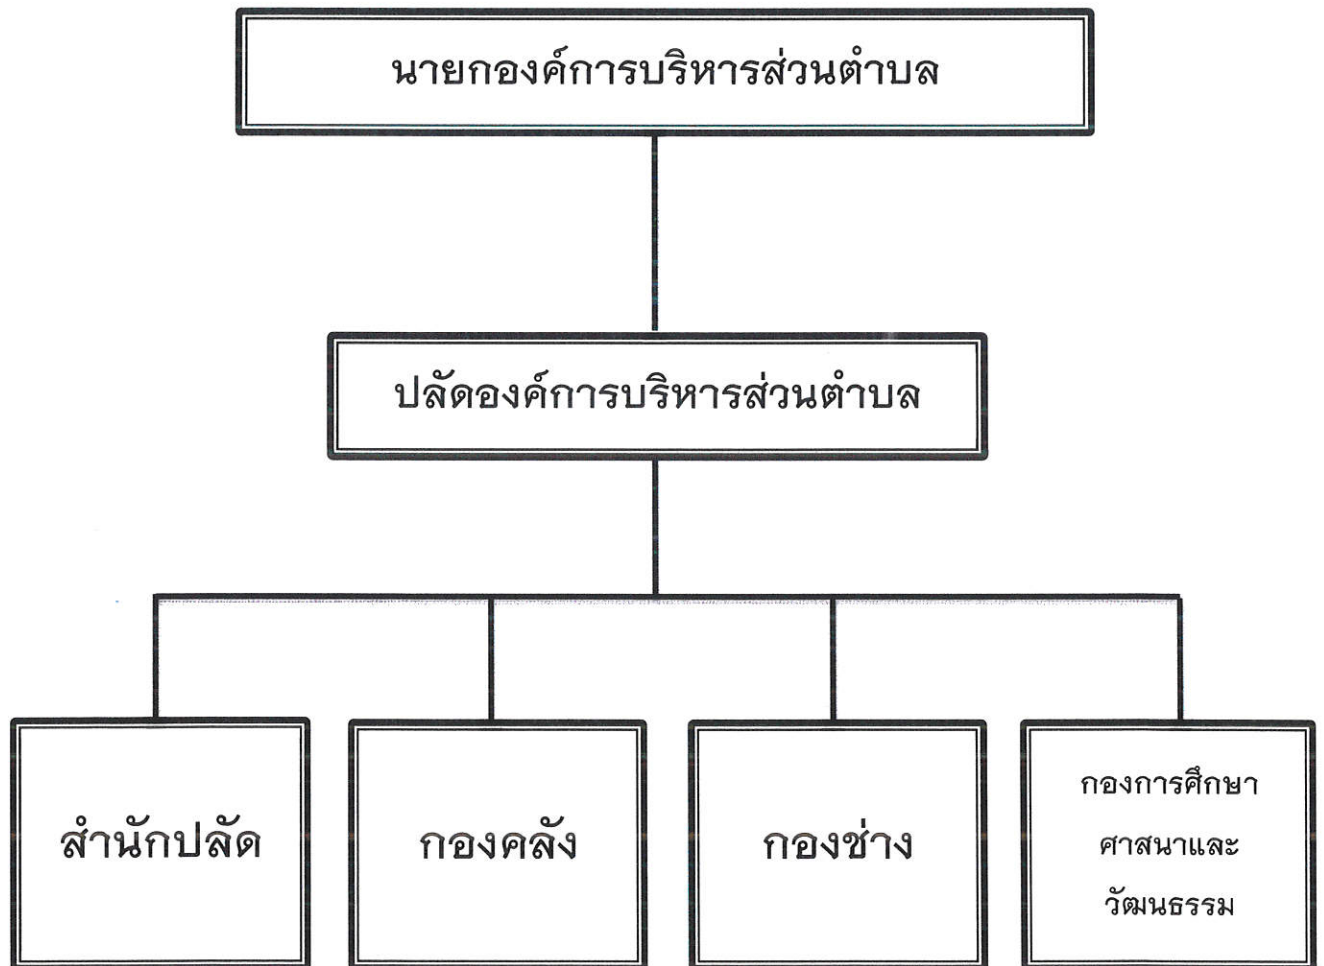 นายกองค์การบริหารส่วนตำบล
ปลัดองค์การบริหารส่วนตำบล
สำนักปลัด
กองคลัง
กองช่าง
กองการศึกษา
ศาสนาและ
วัฒนธรรม